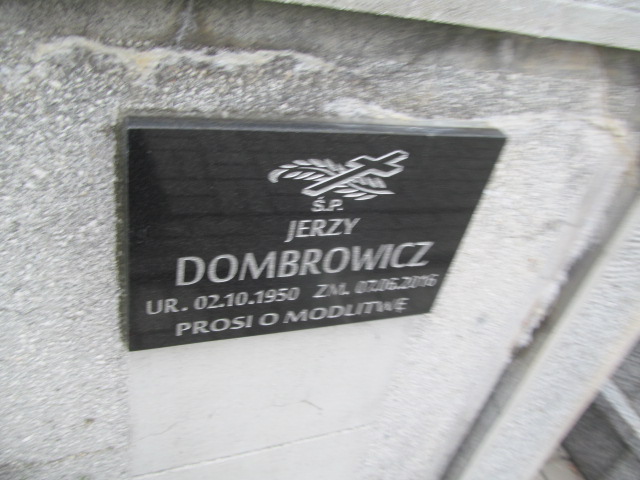 Ś.P.
JERZY
DOMBROWICZ
UR. 02.10.1950 ZM. 07.06.2016
PROSI O MODLITWĘ